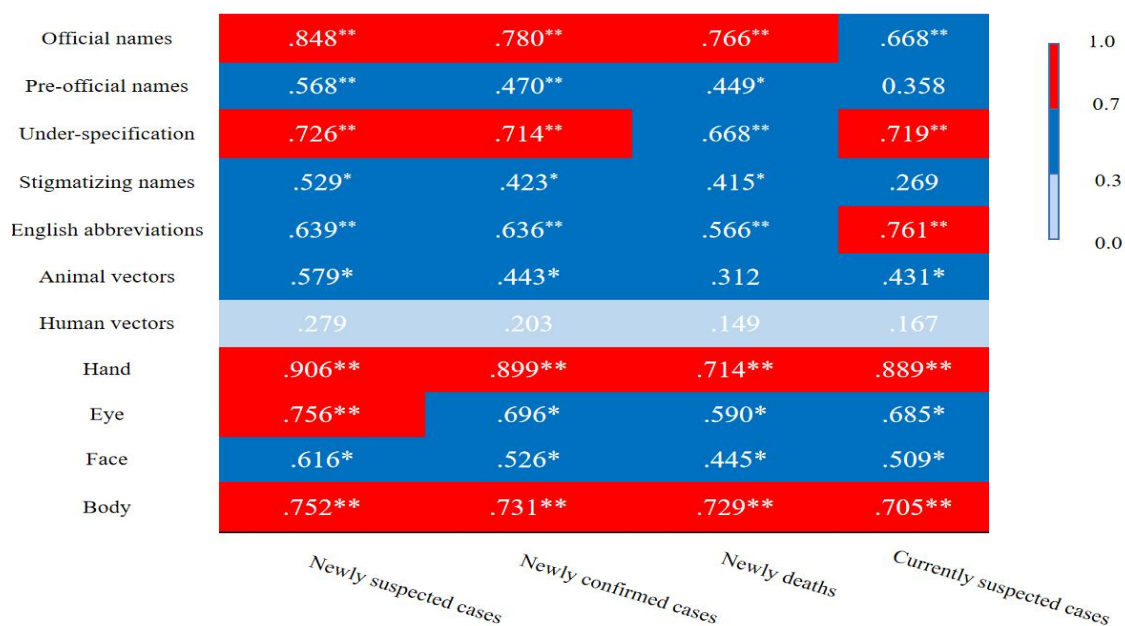 Official names .848** .780** .766** .668**
Pre-official names .568** .470** .449* 0.358
Under-specification .726** .714** .668** .719**
Stigmatizing names .529* .423* .415* .269
English abbreviations .639** .636** .566** .761**
Animal vectors .579* .443* .312 .431*
Human vectors .279 .203 .149 .167
Hand .906** .899** .714** .889**
Eye .756** .696* .590* .685*
Face .616* .526* .445* .509*
Body .752** .731** .729** .705**
Newly suspected cases
Newly confirmed cases
Newly deaths
Currently suspected cases
1.0
0.7
0.3
0.0